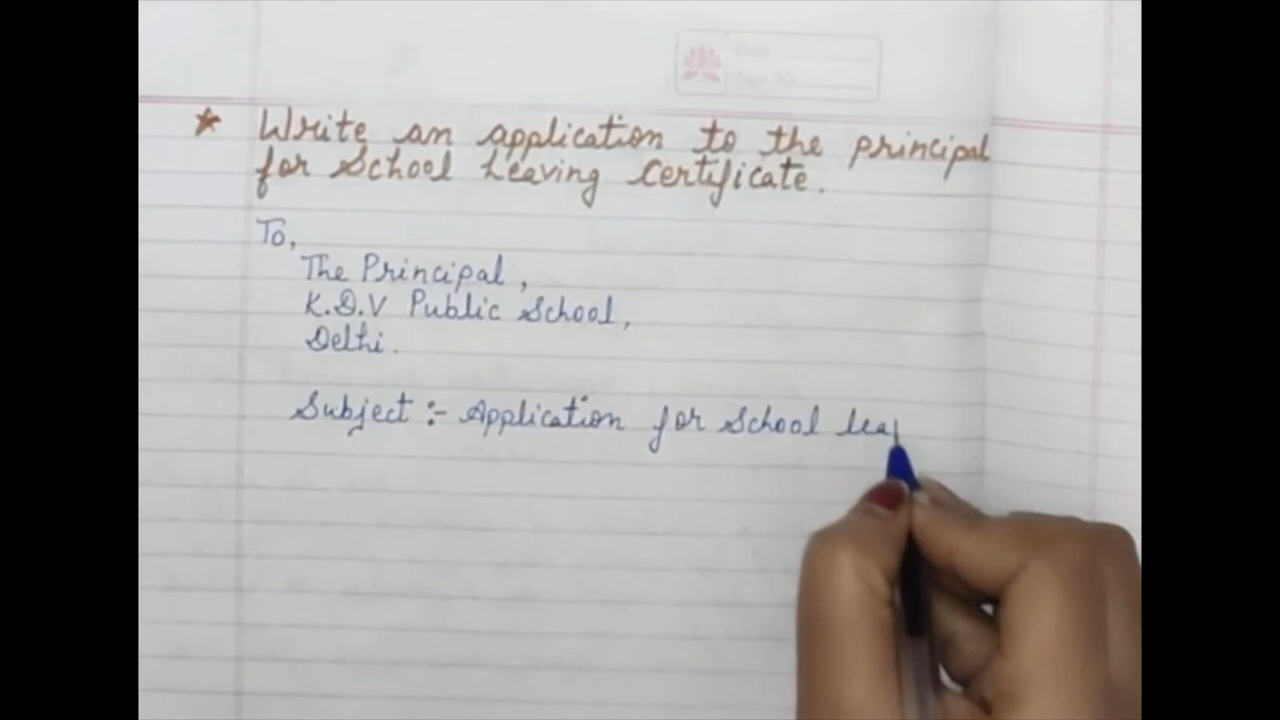 ★ Write an application to the principal
for School Leaving Certificate.
To,
The Principal,
K.D.V Public School,
Delhi.
Subject :- Application for School lea